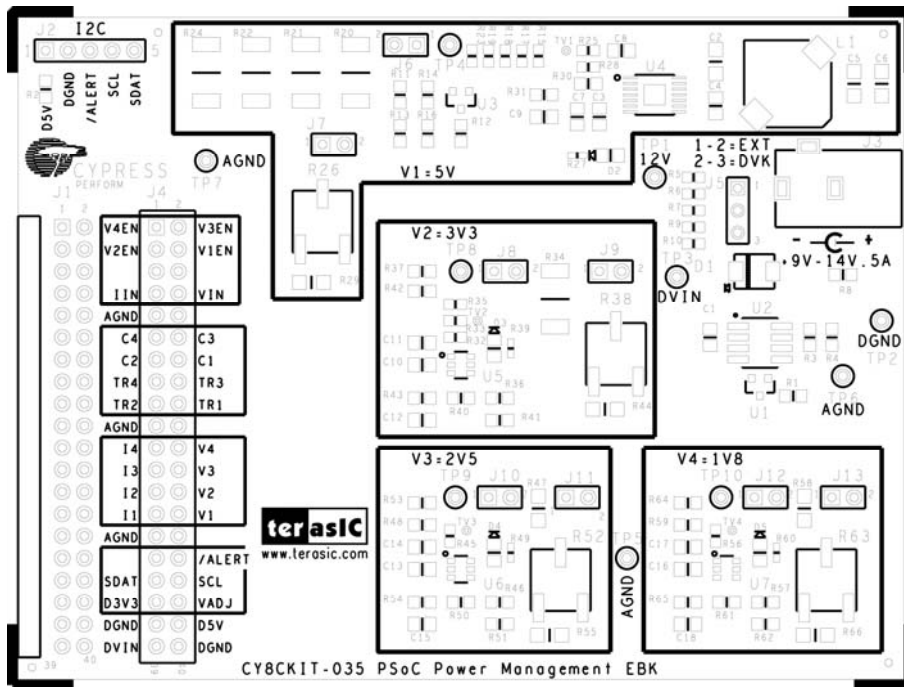 J2 I2C
1 5
D5V
DGND
/ALERT
SCL
SDAT
R24 R22 R21 R20
J6
TP4
TV1
R25
R28
R30
C8
U4
C2
L1
C5 C6
R11 R14
U3
R31
C9
C7 C3
C4
R13 R16 R12
J7
R26
R27 D2
V1=5V
R29
CYPRESS
PERFORM
AGND
TP7
TP1
12V
1-2=EXT
2-3=DVK
J3
J5
R5
R6
R7
R9
R10
- +
+9V-14V.5A
TP3
DVIN
D1
R8
C1
U2
DGND
TP2
R3 R4
TP6
AGND
U1
R1
J1 J4
1 2 1 2
V4EN V3EN
V2EN V1EN
IIN VIN
AGND
C4 C3
C2 C1
TR4 TR3
TR2 TR1
AGND
I4 V4
I3 V3
I2 V2
I1 V1
AGND
/ALERT
SDAT SCL
D3V3 VADJ
DGND D5V
DVIN DGND
39 40
V2=3V3
TP8 J8 J9
R37
R42
R34
R38
R35
TV2
R33
R32
D3
R39
C11
C10
U5
R43
R40
R36
C12
R41
R44
V3=2V5
TP9 J10 J11
R47
R53
R48
TV3
D4
R52
C14
R45
R49
C13
U6
R46
R54
R50
C15
R51
R55
TP5
AGND
V4=1V8
TP10 J12 J13
R58
R64
R59
TV4
D5
R63
C17
R56
R60
C16
U7
R57
R65
R61
C18
R62
R66
terasIC
www.terasic.com
CY8CKIT-035 PSoC Power Management EBK